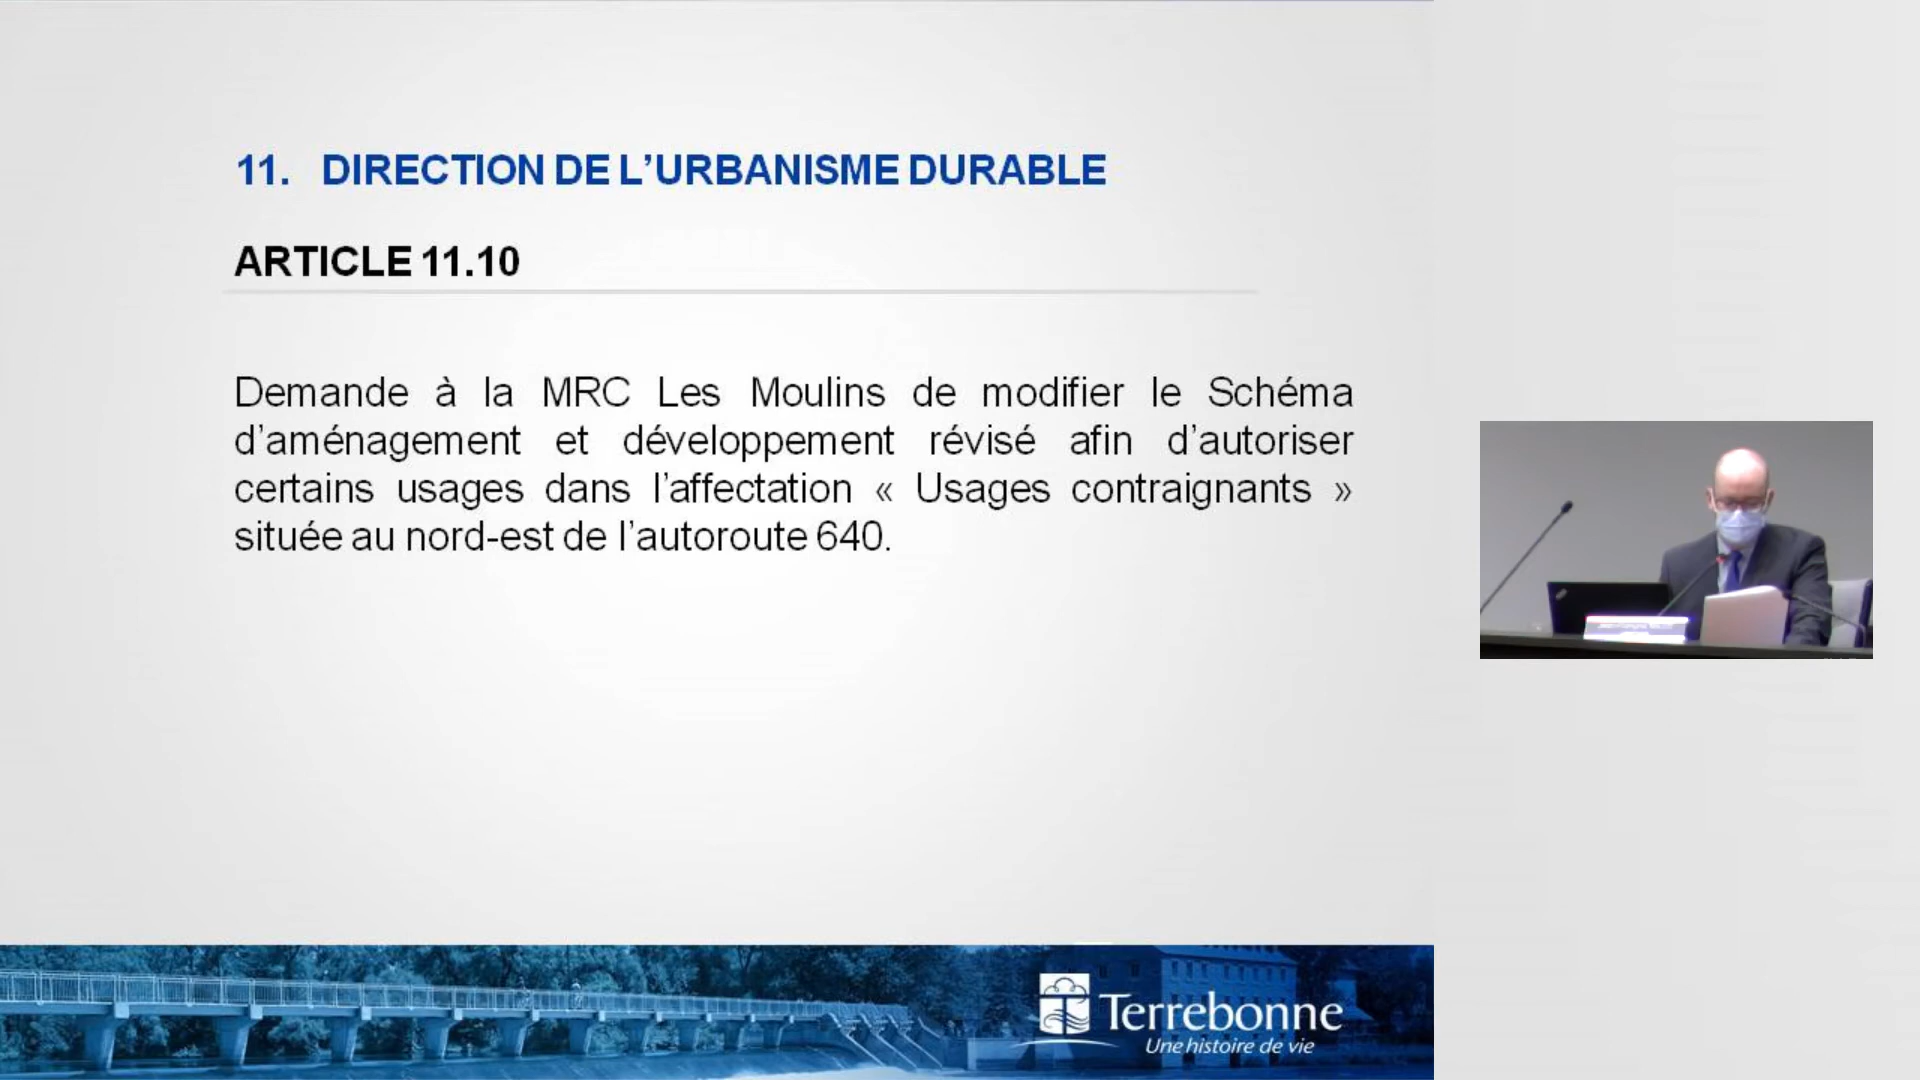 11. DIRECTION DE L’URBANISME DURABLE
ARTICLE 11.10
Demande à la MRC Les Moulins de modifier le Schéma
d’aménagement et développement révisé afin d’autoriser
certains usages dans l’affectation « Usages contraignants »
située au nord-est de l’autoroute 640.
Terrebonne
Une histoire de vie